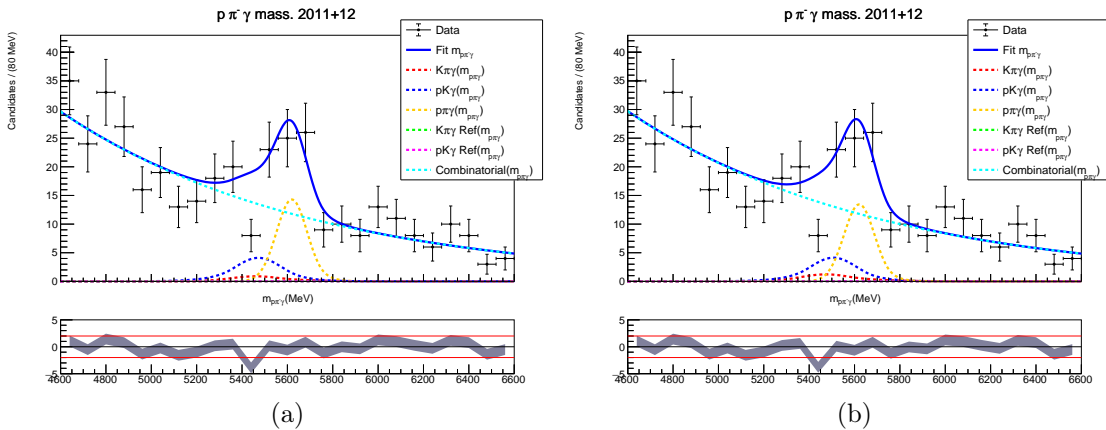 p π⁻ γ mass. 2011+12
Candidates / (80 MeV)
40
35
30
25
20
15
10
5
0
Data
Fit m_pπ⁻γ
Kπγ(m_pπγ)
pKγ(m_pπγ)
pπγ(m_pπγ)
Kπγ Ref(m_pπγ)
pKγ Ref(m_pπγ)
Combinatorial(m_pπγ)
m_pπ⁻γ(MeV)
5
0
−5
4600 4800 5000 5200 5400 5600 5800 6000 6200 6400 6600
(a)
p π⁻ γ mass. 2011+12
Candidates / (80 MeV)
40
35
30
25
20
15
10
5
0
Data
Fit m_pπ⁻γ
Kπγ(m_pπγ)
pKγ(m_pπγ)
pπγ(m_pπγ)
Kπγ Ref(m_pπγ)
pKγ Ref(m_pπγ)
Combinatorial(m_pπγ)
m_pπ⁻γ(MeV)
5
0
−5
4600 4800 5000 5200 5400 5600 5800 6000 6200 6400 6600
(b)